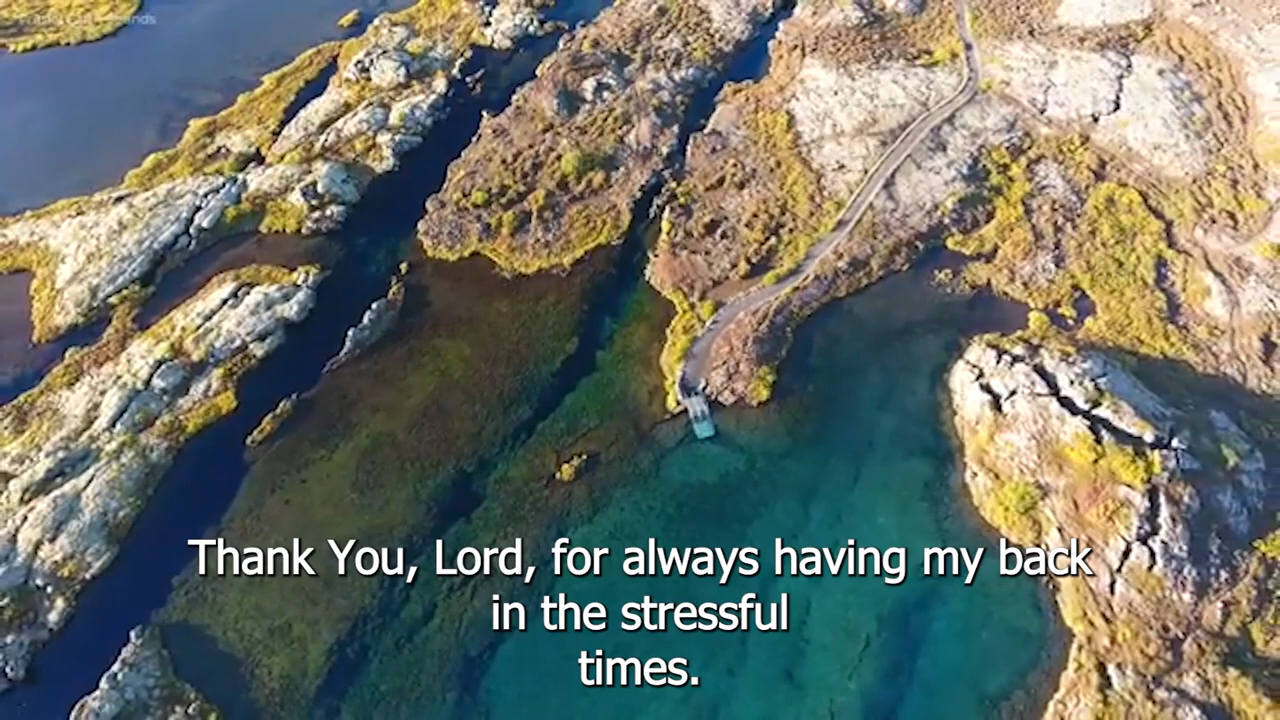 Thank You, Lord, for always having my back
in the stressful
times.